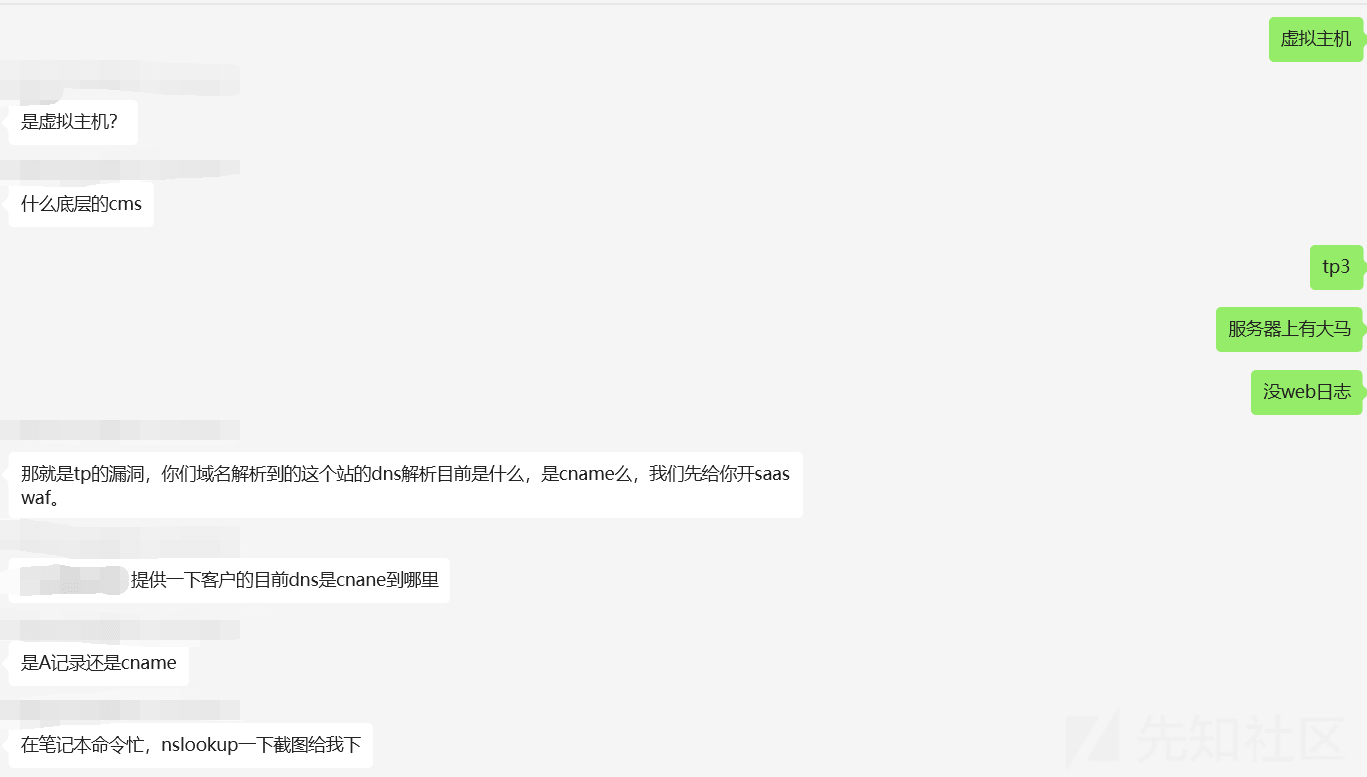 虚拟主机
是虚拟主机？
什么底层的cms
tp3
服务器上有大马
没web日志
那就是tp的漏洞，你们域名解析到的这个站的dns解析目前是什么，是cname么，我们先给你开saas
waf。
提供一下客户的目前dns是cnane到哪里
是A记录还是cname
在笔记本命令忙，nslookup一下截图给我下
先知社区